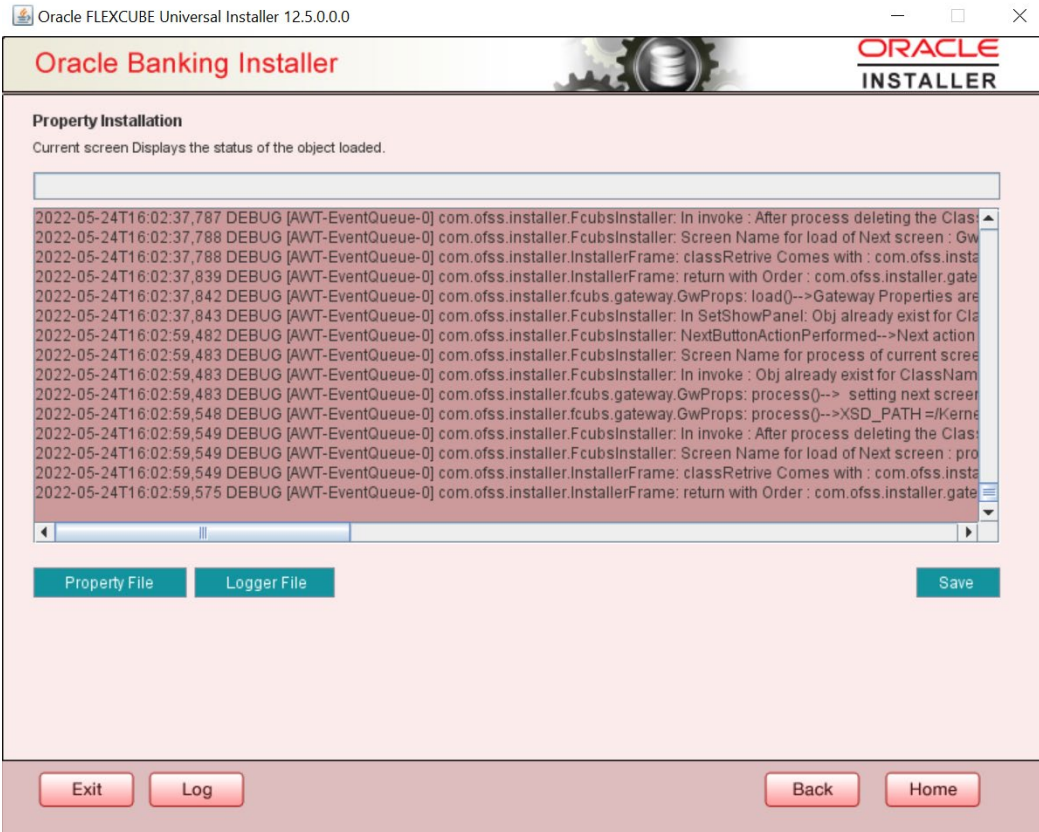 Oracle FLEXCUBE Universal Installer 12.5.0.0.0
Oracle Banking Installer
ORACLE
INSTALLER
Property Installation
Current screen Displays the status of the object loaded.
2022-05-24T16:02:37,787 DEBUG [AWT-EventQueue-0] com.ofss.installer.FcubsInstaller: In invoke : After process deleting the Clas
2022-05-24T16:02:37,788 DEBUG [AWT-EventQueue-0] com.ofss.installer.FcubsInstaller: Screen Name for load of Next screen : Gw
2022-05-24T16:02:37,788 DEBUG [AWT-EventQueue-0] com.ofss.installer.InstallerFrame: classRetrive Comes with : com.ofss.insta
2022-05-24T16:02:37,839 DEBUG [AWT-EventQueue-0] com.ofss.installer.InstallerFrame: return with Order : com.ofss.installer.gate
2022-05-24T16:02:37,842 DEBUG [AWT-EventQueue-0] com.ofss.installer.fcubs.gateway.GwProps: load()-->Gateway Properties are
2022-05-24T16:02:37,843 DEBUG [AWT-EventQueue-0] com.ofss.installer.FcubsInstaller: In SetShowPanel: Obj already exist for Cla
2022-05-24T16:02:59,482 DEBUG [AWT-EventQueue-0] com.ofss.installer.FcubsInstaller: NextButtonActionPerformed-->Next action
2022-05-24T16:02:59,483 DEBUG [AWT-EventQueue-0] com.ofss.installer.FcubsInstaller: Screen Name for process of current scree
2022-05-24T16:02:59,483 DEBUG [AWT-EventQueue-0] com.ofss.installer.FcubsInstaller: In invoke : Obj already exist for ClassNam
2022-05-24T16:02:59,483 DEBUG [AWT-EventQueue-0] com.ofss.installer.fcubs.gateway.GwProps: process()--> setting next screen
2022-05-24T16:02:59,548 DEBUG [AWT-EventQueue-0] com.ofss.installer.fcubs.gateway.GwProps: process()-->XSD_PATH =/Kerne
2022-05-24T16:02:59,549 DEBUG [AWT-EventQueue-0] com.ofss.installer.FcubsInstaller: In invoke : After process deleting the Clas
2022-05-24T16:02:59,549 DEBUG [AWT-EventQueue-0] com.ofss.installer.FcubsInstaller: Screen Name for load of Next screen : pro
2022-05-24T16:02:59,549 DEBUG [AWT-EventQueue-0] com.ofss.installer.InstallerFrame: classRetrive Comes with : com.ofss.insta
2022-05-24T16:02:59,575 DEBUG [AWT-EventQueue-0] com.ofss.installer.InstallerFrame: return with Order : com.ofss.installer.gate
Property File Logger File Save
Exit Log Back Home